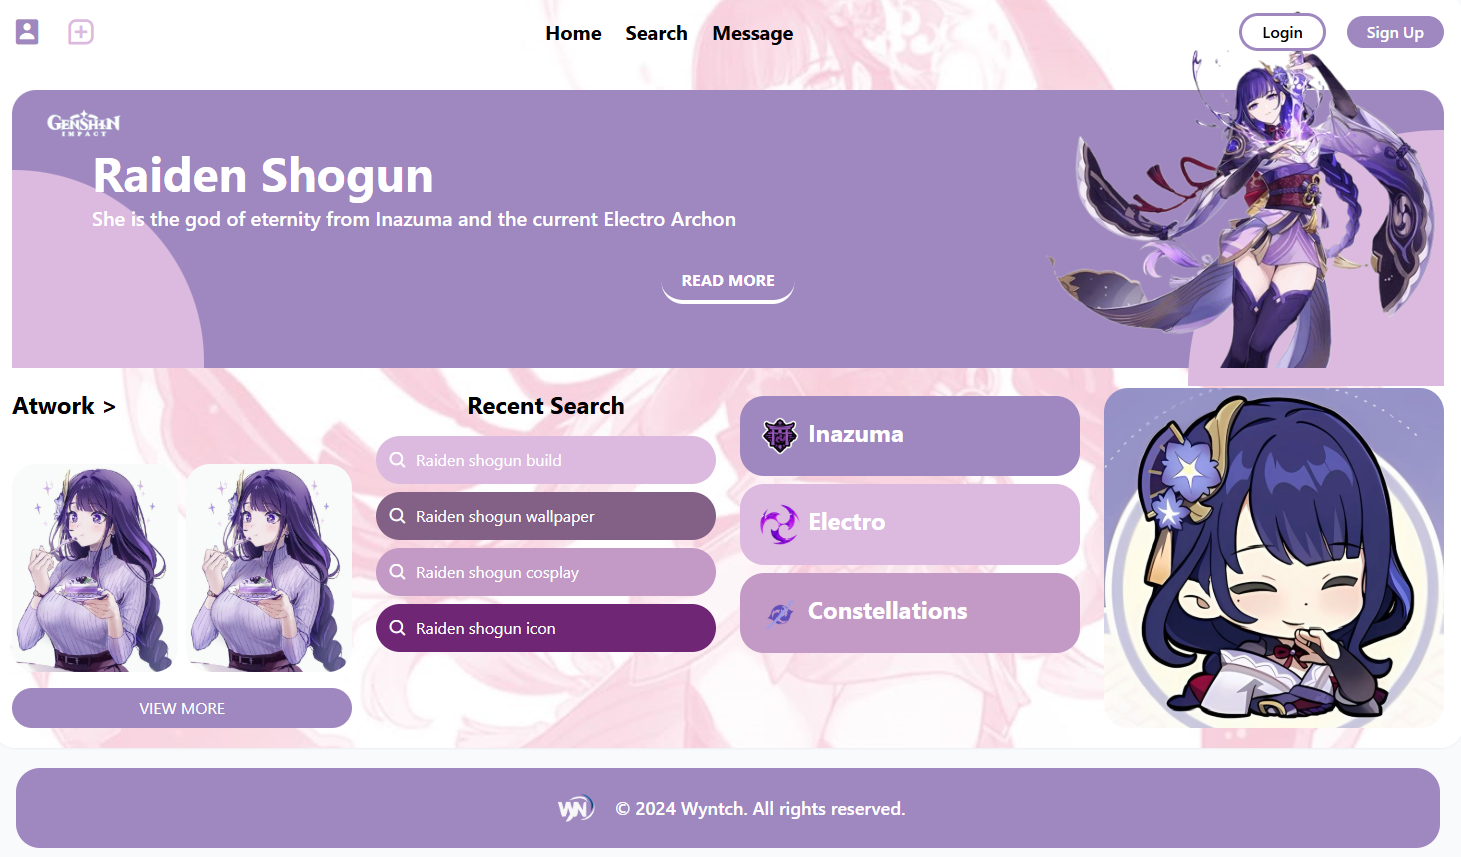 Home Search Message Login Sign Up
GENSHIN
IMPACT
Raiden Shogun
She is the god of eternity from Inazuma and the current Electro Archon
READ MORE
Atwork >
VIEW MORE
Recent Search
Raiden shogun build
Raiden shogun wallpaper
Raiden shogun cosplay
Raiden shogun icon
Inazuma
Electro
Constellations
WN © 2024 Wyntch. All rights reserved.